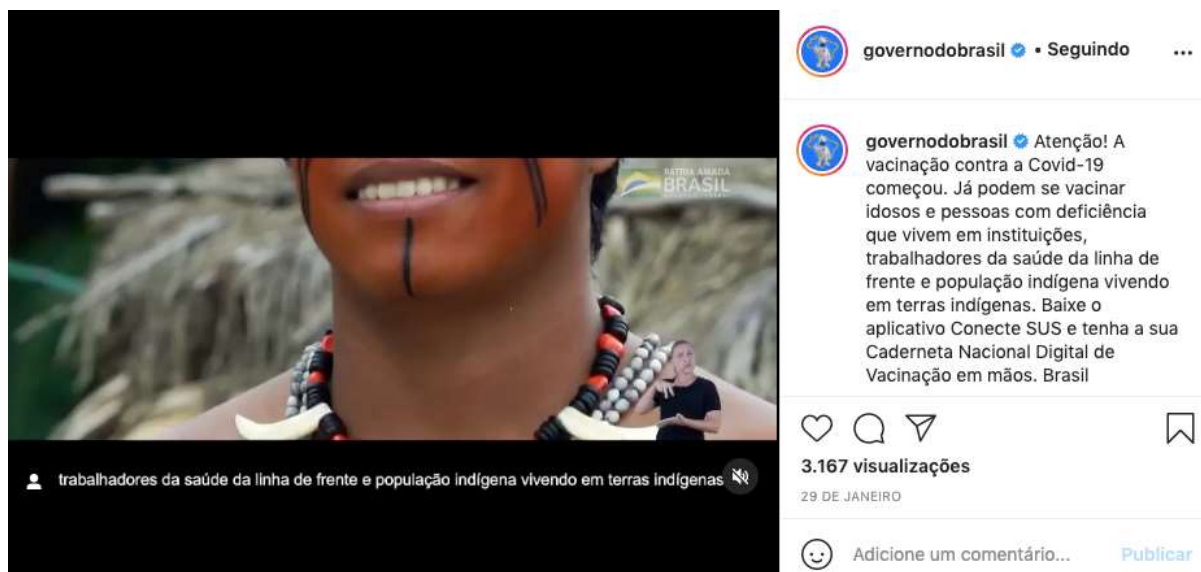 PÁTRIA AMADA
BRASIL
trabalhadores da saúde da linha de frente e população indígena vivendo em terras indígenas
governodobrasil • Seguindo
governodobrasil Atenção! A
vacinação contra a Covid-19
começou. Já podem se vacinar
idosos e pessoas com deficiência
que vivem em instituições,
trabalhadores da saúde da linha de
frente e população indígena vivendo
em terras indígenas. Baixe o
aplicativo Conecte SUS e tenha a sua
Caderneta Nacional Digital de
Vacinação em mãos. Brasil
3.167 visualizações
29 DE JANEIRO
Adicione um comentário...
Publicar